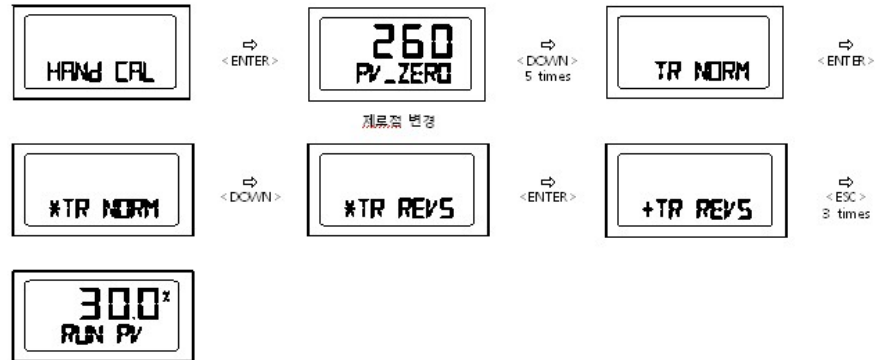 HANd CAL
⇨
<ENTER>
260
PV_ZERO
⇨
<DOWN>
5 times
TR NORM
⇨
<ENTER>
제로점 변경
*TR NORM
⇨
<DOWN>
*TR REVS
⇨
<ENTER>
+TR REVS
⇨
<ESC>
3 times
30.0%
RUN PV